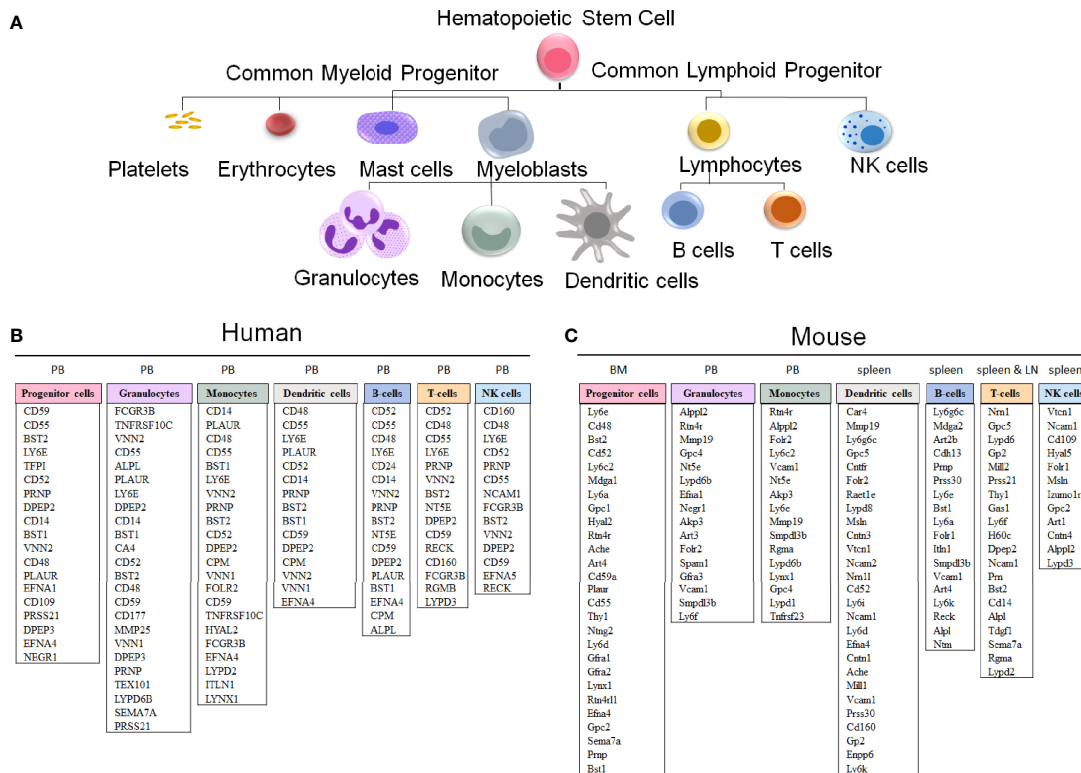 A
Hematopoietic Stem Cell
Common Myeloid Progenitor
Common Lymphoid Progenitor
Platelets
Erythrocytes
Mast cells
Myeloblasts
Lymphocytes
NK cells
Granulocytes
Monocytes
Dendritic cells
B cells
T cells
B
Human
PB
Progenitor cells
CD59
CD55
BST2
LY6E
TFPI
CD52
PRNP
DPEP2
CD14
BST1
VNN2
CD48
PLAUR
EFNA1
CD109
PRSS21
DPEP3
EFNA4
NEGR1
PB
Granulocytes
FCGR3B
TNFRSF10C
VNN2
CD55
ALPL
PLAUR
LY6E
DPEP2
CD14
BST1
CA4
CD52
BST2
CD48
CD59
CD177
MMP25
VNN1
DPEP3
PRNP
TEX101
LYPD6B
SEMA7A
PRSS21
PB
Monocytes
CD14
PLAUR
CD48
CD55
BST1
LY6E
VNN2
PRNP
BST2
CD52
DPEP2
CPM
VNN1
FOLR2
CD59
TNFRSF10C
HYAL2
FCGR3B
EFNA4
LYPD2
ITLN1
LYNX1
PB
Dendritic cells
CD48
CD55
LY6E
PLAUR
CD52
CD14
PRNP
BST2
BST1
CD59
DPEP2
CPM
VNN2
VNN1
EFNA4
PB
B-cells
CD52
CD55
CD48
LY6E
CD24
CD14
VNN2
PRNP
BST2
NT5E
CD59
DPEP2
PLAUR
BST1
EFNA4
CPM
ALPL
PB
T-cells
CD52
CD48
CD55
LY6E
PRNP
VNN2
BST2
NT5E
DPEP2
CD59
RECK
CD160
FCGR3B
RGMB
LYPD3
PB
NK cells
CD160
CD48
LY6E
CD52
PRNP
CD55
NCAM1
FCGR3B
BST2
VNN2
DPEP2
CD59
EFNA5
RECK
C
Mouse
BM
Progenitor cells
Ly6e
Cd48
Bst2
Cd52
Ly6c2
Mdga1
Ly6a
Gpc1
Hyal2
Rtn4r
Ache
Art4
Cd59a
Plaur
Cd55
Thy1
Ntng2
Ly6d
Gfra1
Gfra2
Lynx1
Rtn4rl1
Efna4
Gpc2
Sema7a
Prnp
Bst1
PB
Granulocytes
Alppl2
Rtn4r
Mmp19
Gpc4
Nt5e
Lypd6b
Efna1
Negr1
Akp3
Art3
Folr2
Spam1
Gfra3
Vcam1
Smpdl3b
Ly6f
PB
Monocytes
Rtn4r
Alppl2
Folr2
Ly6c2
Vcam1
Nt5e
Akp3
Ly6e
Mmp19
Smpdl3b
Rgma
Lypd6b
Lynx1
Gpc4
Lypd1
Tnfrsf23
spleen
Dendritic cells
Car4
Mmp19
Ly6g6c
Gpc5
Cntfr
Folr2
Raet1e
Lypd8
Msln
Cntn3
Vtcn1
Ncam2
Nrn1l
Cd52
Ly6i
Ncam1
Ly6d
Efna4
Cntn1
Ache
Mill1
Vcam1
Prss30
Cd160
Gp2
Enpp6
Ly6k
spleen
B-cells
Ly6g6c
Mdga2
Art2b
Cdh13
Prnp
Prss30
Ly6e
Bst1
Ly6a
Folr1
Itln1
Smpdl3b
Vcam1
Art4
Ly6k
Reck
Alpl
Ntm
spleen & LN
T-cells
Nrn1
Gpc5
Lypd6
Gp2
Mill2
Prss21
Thy1
Gas1
Ly6f
H60c
Dpep2
Ncam1
Prn
Bst2
Cd14
Alpl
Tdgf1
Sema7a
Rgma
Lypd2
spleen
NK cells
Vtcn1
Ncam1
Cd109
Hyal5
Folr1
Msln
Izumo1r
Gpc2
Art1
Cntn4
Alppl2
Lypd3